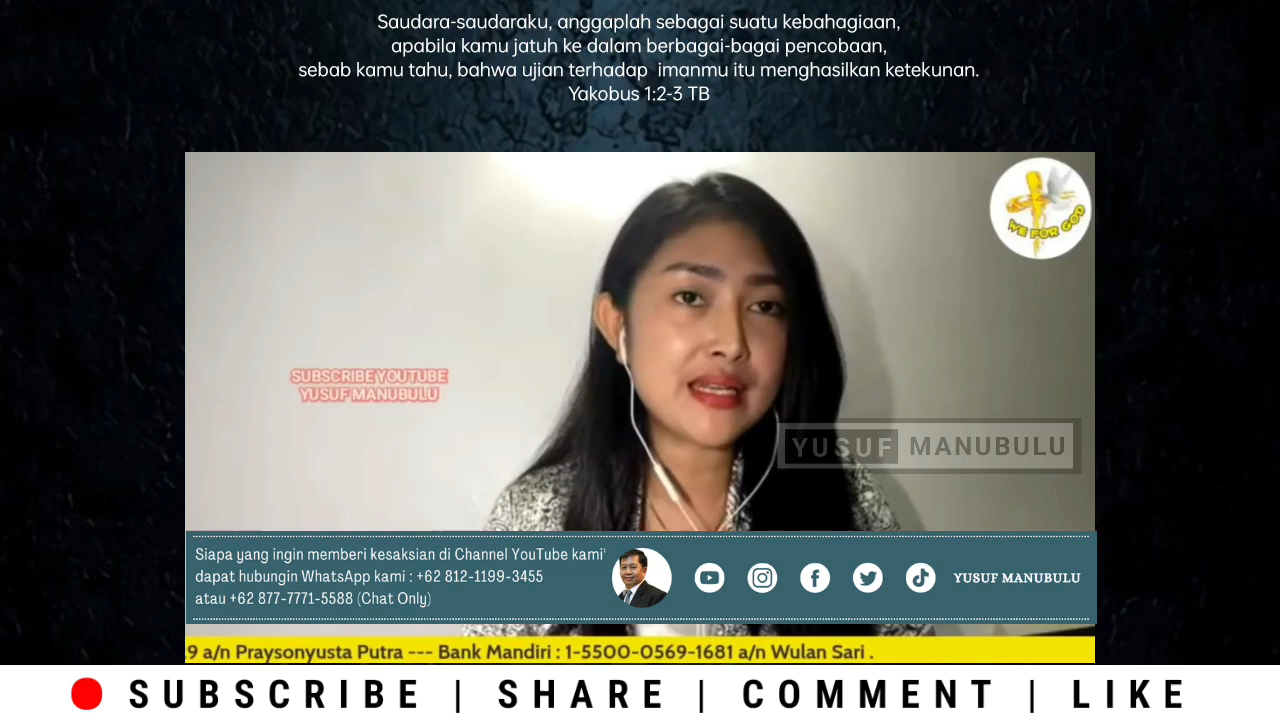 Saudara-saudaraku, anggaplah sebagai suatu kebahagiaan,
apabila kamu jatuh ke dalam berbagai-bagai pencobaan,
sebab kamu tahu, bahwa ujian terhadap imanmu itu menghasilkan ketekunan.
Yakobus 1:2-3 TB
WE FOR GOD
SUBSCRIBE YOUTUBE
YUSUF MANUBULU
YUSUF MANUBULU
Siapa yang ingin memberi kesaksian di Channel YouTube kami'
dapat hubungin WhatsApp kami : +62 812-1199-3455
atau +62 877-7771-5588 (Chat Only)
YUSUF MANUBULU
9 a/n Praysonyusta Putra --- Bank Mandiri : 1-5500-0569-1681 a/n Wulan Sari .
SUBSCRIBE | SHARE | COMMENT | LIKE